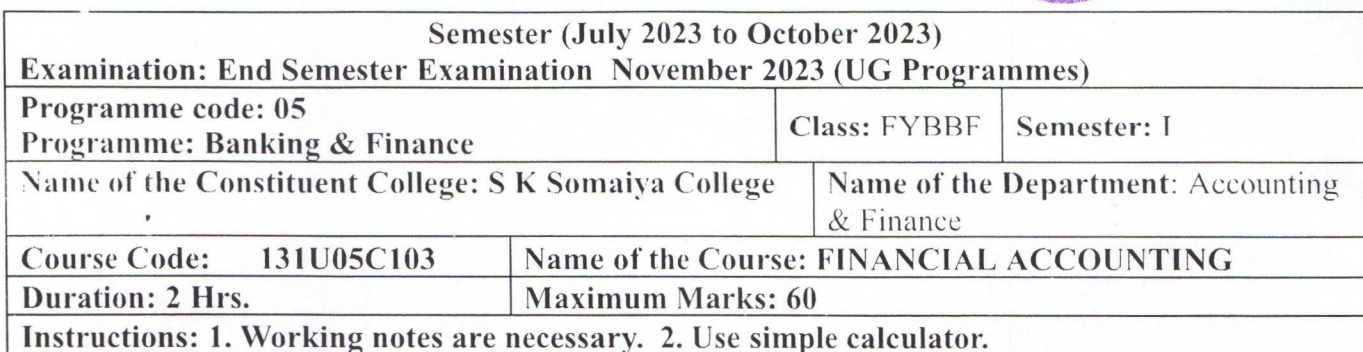 Semester (July 2023 to October 2023)
Examination: End Semester Examination November 2023 (UG Programmes)
Programme code: 05
Programme: Banking & Finance
Class: FYBBF
Semester: I
Name of the Constituent College: S K Somaiya College
Name of the Department: Accounting
& Finance
Course Code: 131U05C103
Name of the Course: FINANCIAL ACCOUNTING
Duration: 2 Hrs.
Maximum Marks: 60
Instructions: 1. Working notes are necessary. 2. Use simple calculator.